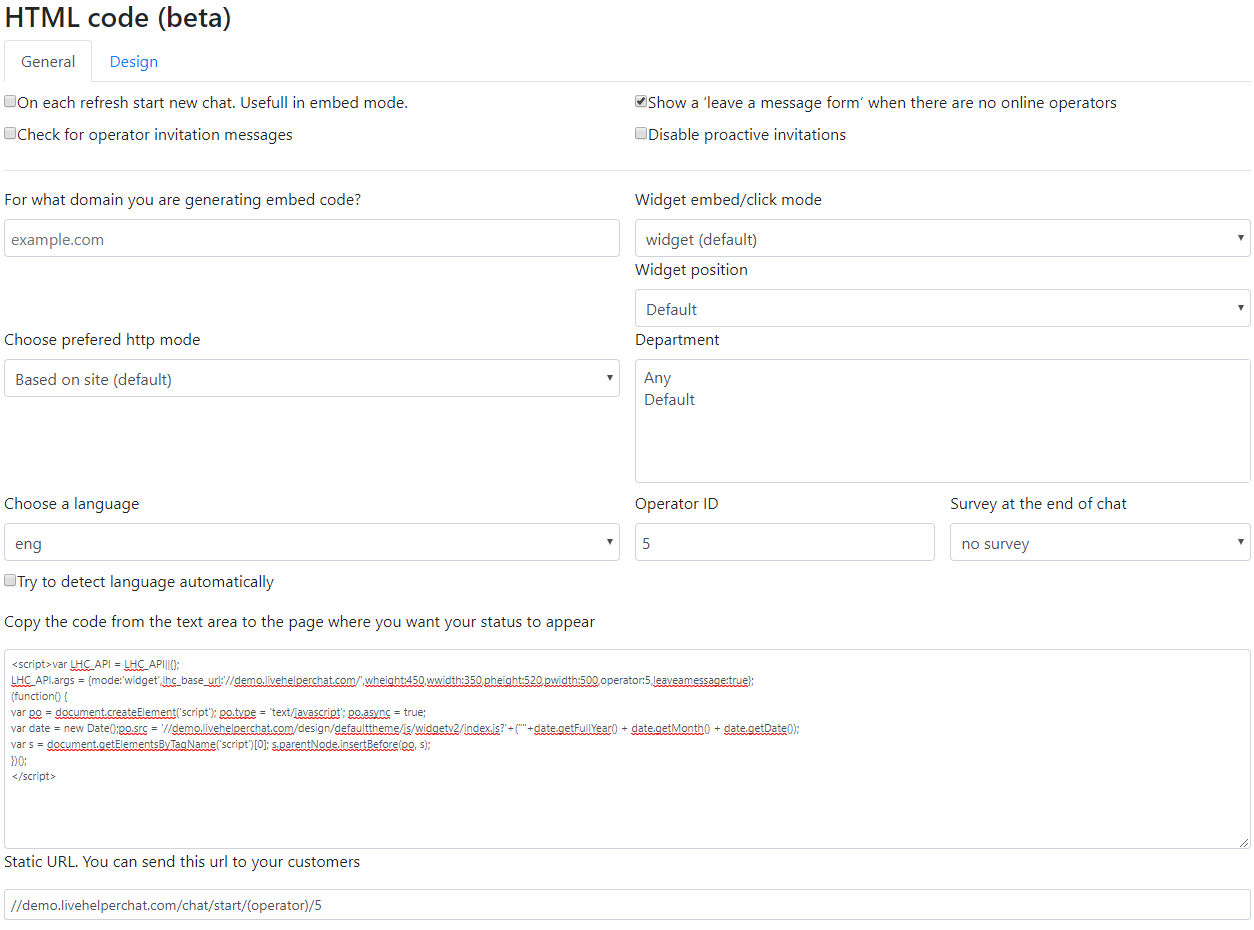 HTML code (beta)
General
Design
On each refresh start new chat. Usefull in embed mode.
Show a ‘leave a message form’ when there are no online operators
Check for operator invitation messages
Disable proactive invitations
For what domain you are generating embed code?
Widget embed/click mode
example.com
widget (default)
Widget position
Default
Choose prefered http mode
Department
Based on site (default)
Any
Default
Choose a language
Operator ID
Survey at the end of chat
eng
5
no survey
Try to detect language automatically
Copy the code from the text area to the page where you want your status to appear
<script>var LHC_API = LHC_API||{};
LHC_API.args = {mode:'widget',lhc_base_url:'//demo.livehelperchat.com/',wheight:450,wwidth:350,pheight:520,pwidth:500,operator:5,leaveamessage:true};
(function() {
var po = document.createElement('script'); po.type = 'text/javascript'; po.async = true;
var date = new Date();po.src = '//demo.livehelperchat.com/design/defaulttheme/js/widgetv2/index.js?'+(""+date.getFullYear() + date.getMonth() + date.getDate());
var s = document.getElementsByTagName('script')[0]; s.parentNode.insertBefore(po, s);
})();
</script>
Static URL. You can send this url to your customers
//demo.livehelperchat.com/chat/start/(operator)/5